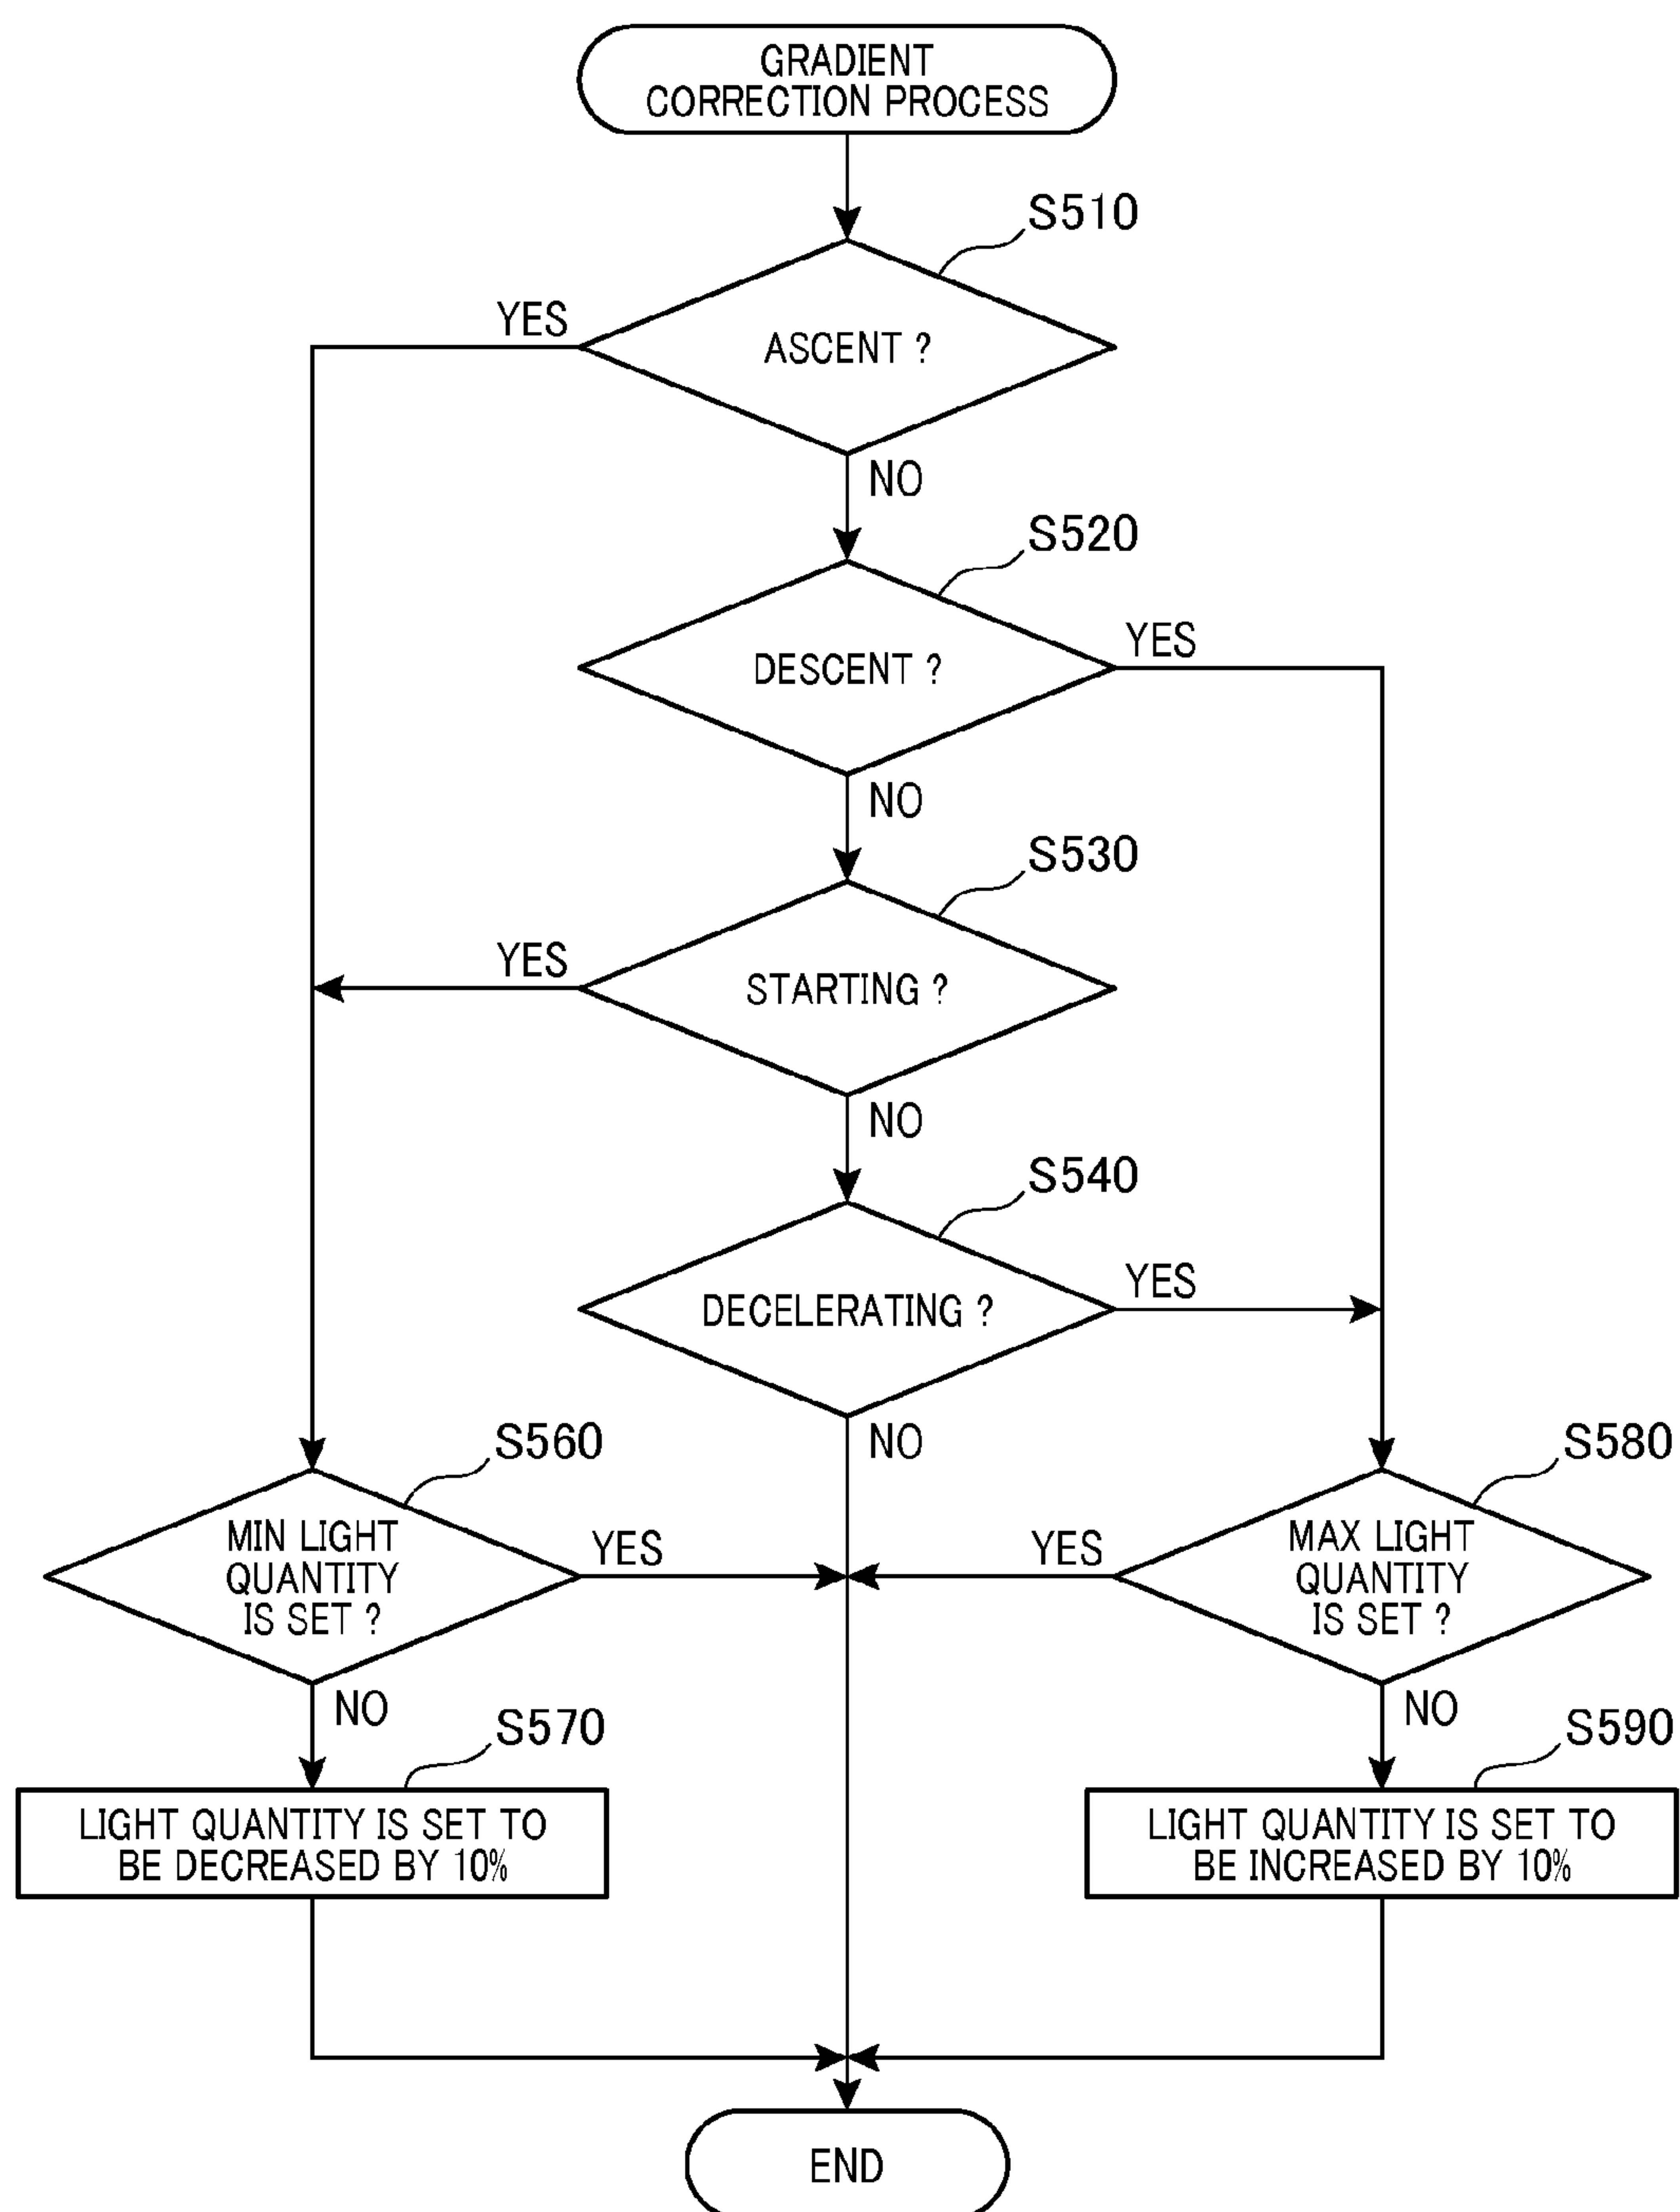 GRADIENT
CORRECTION PROCESS
S510
YES
ASCENT ?
NO
S520
YES
DESCENT ?
NO
S530
YES
STARTING ?
NO
S540
YES
DECELERATING ?
NO
S560
S580
MIN LIGHT
QUANTITY
IS SET ?
YES
YES
MAX LIGHT
QUANTITY
IS SET ?
NO
NO
S570
S590
LIGHT QUANTITY IS SET TO
BE DECREASED BY 10%
LIGHT QUANTITY IS SET TO
BE INCREASED BY 10%
END